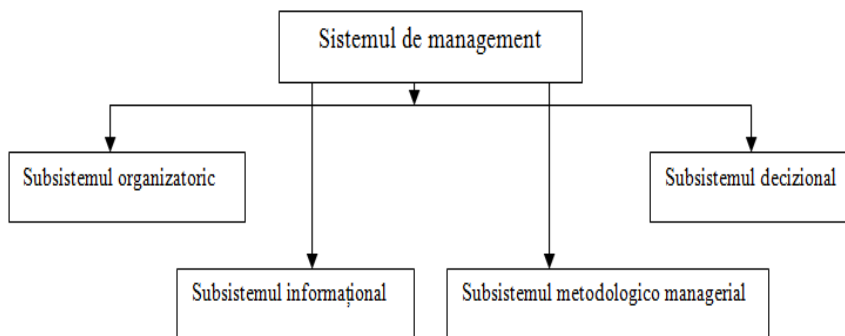 Sistemul de management
Subsistemul organizatoric
Subsistemul decizional
Subsistemul informațional
Subsistemul metodologico managerial